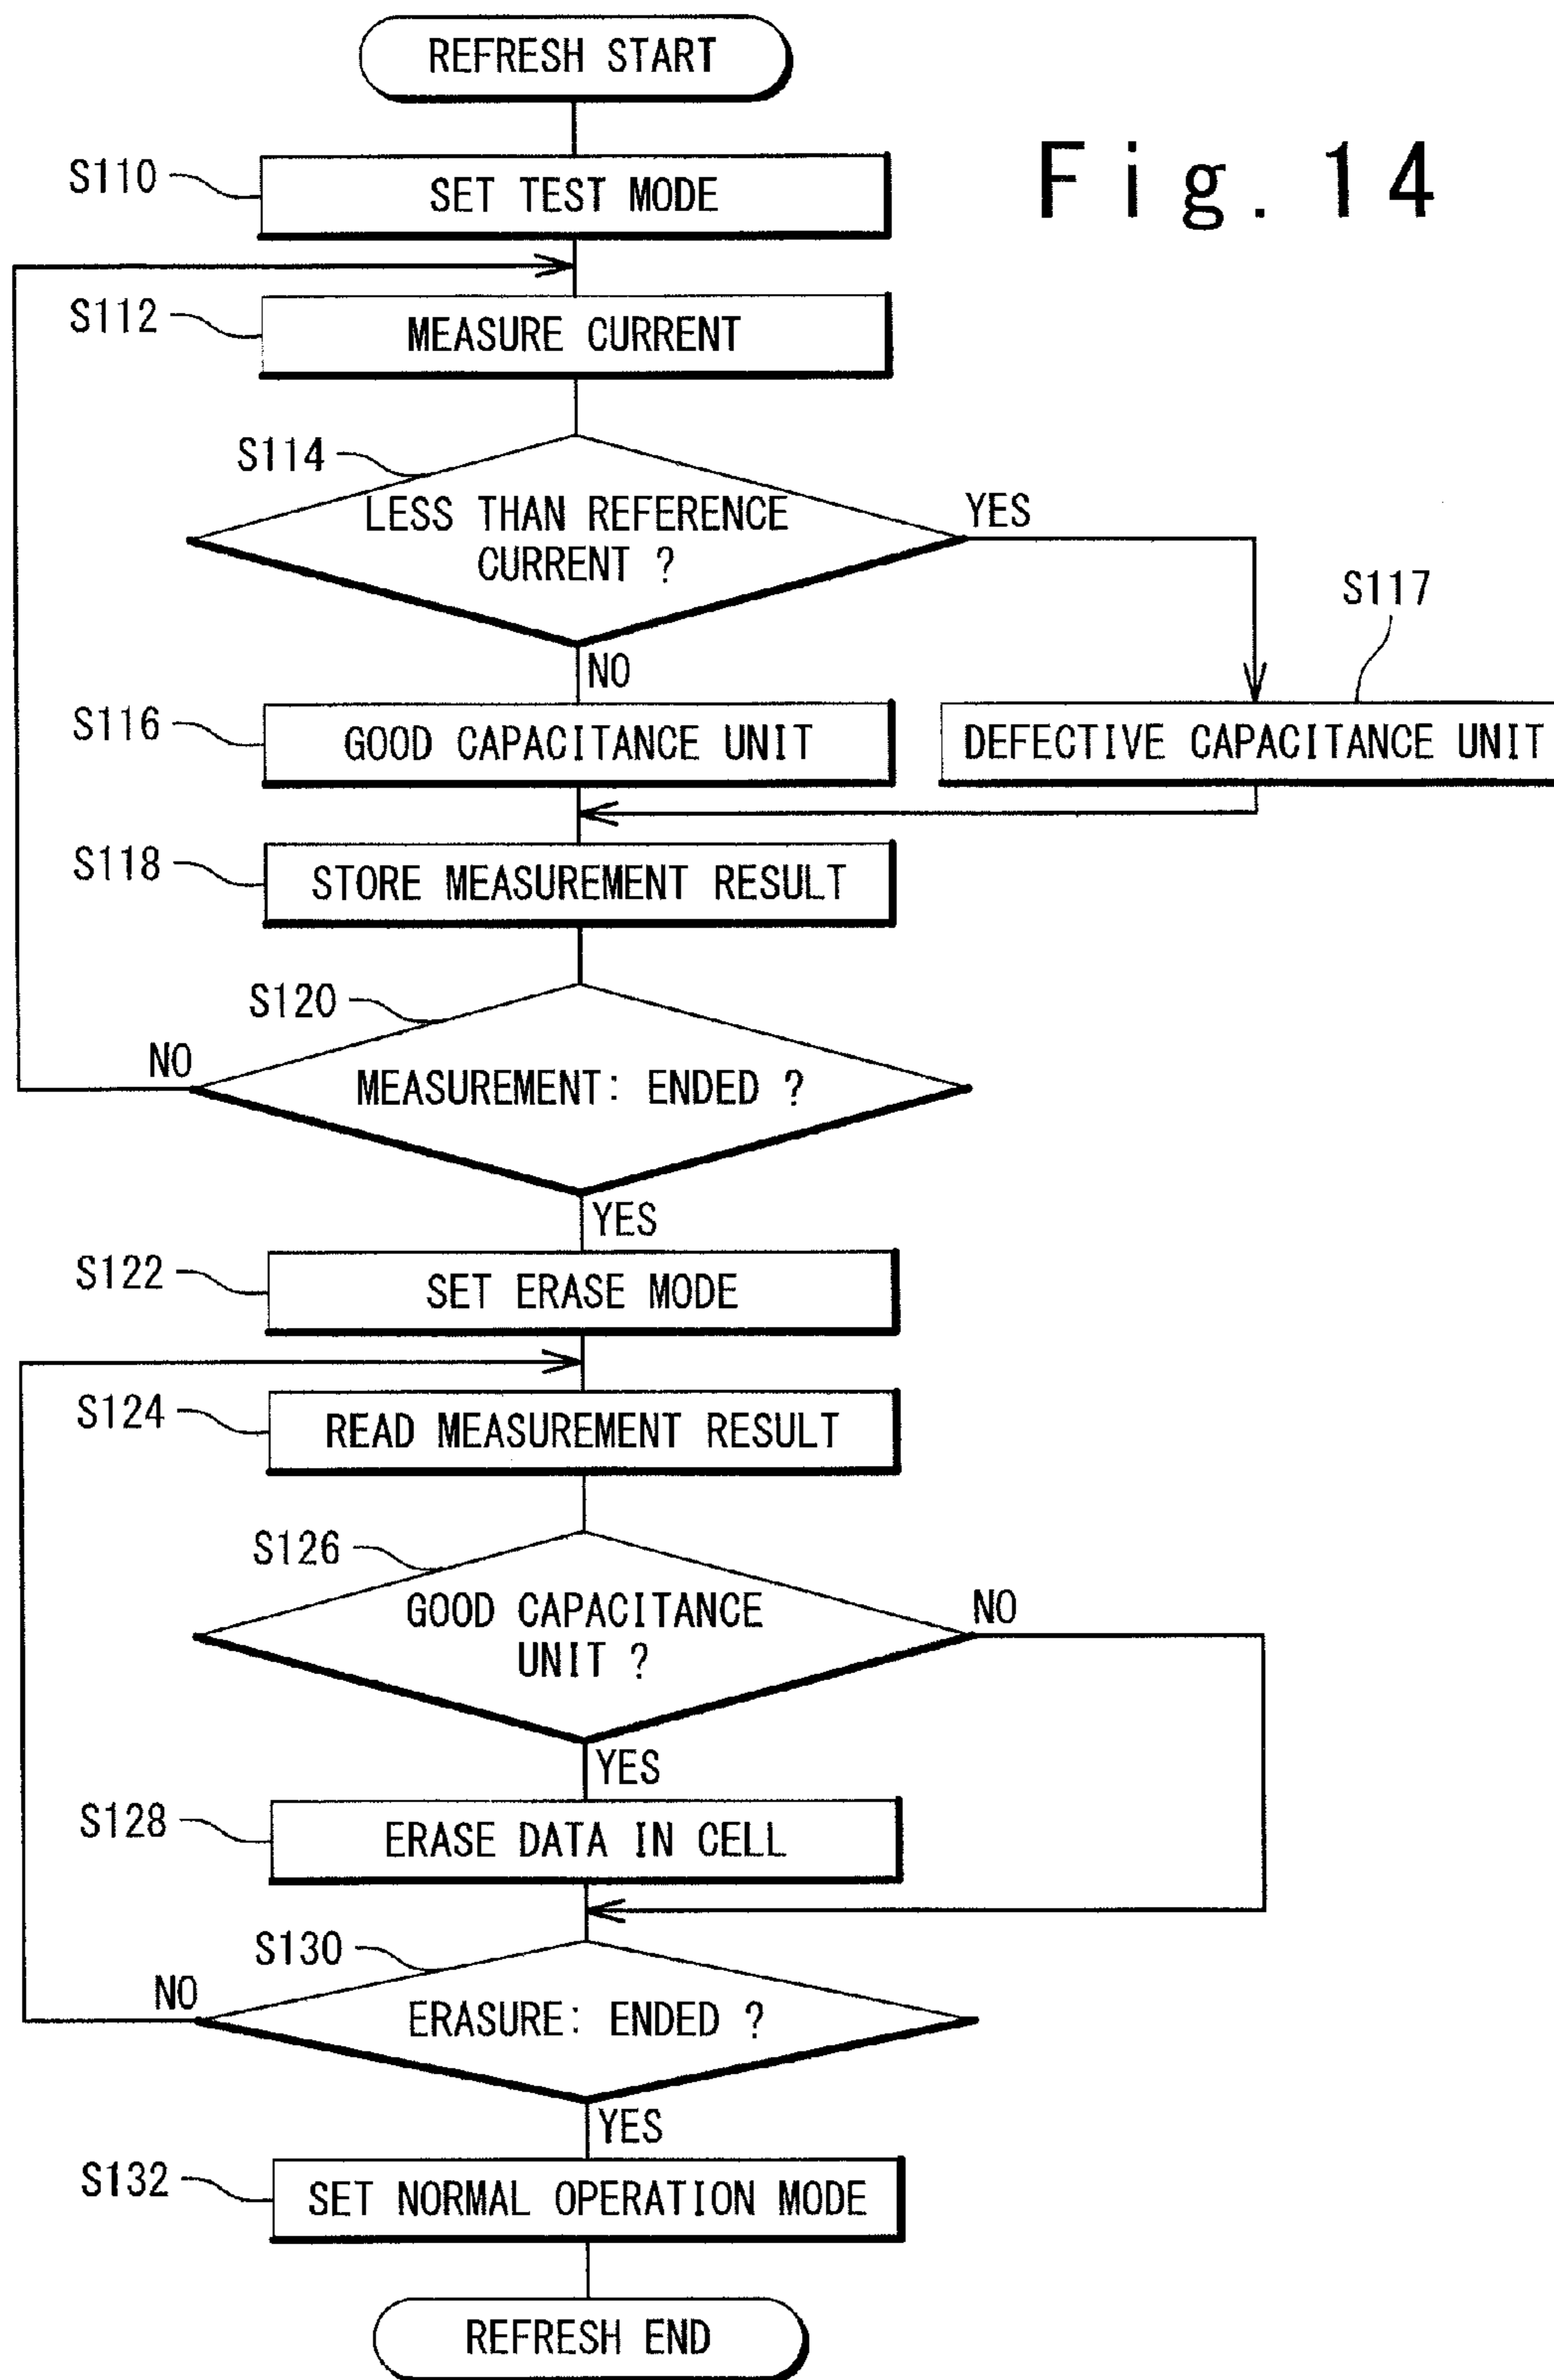 REFRESH START
Fig. 14
S110
SET TEST MODE
S112
MEASURE CURRENT
S114
LESS THAN REFERENCE
CURRENT ?
YES
NO
S117
S116
GOOD CAPACITANCE UNIT
DEFECTIVE CAPACITANCE UNIT
S118
STORE MEASUREMENT RESULT
S120
NO
MEASUREMENT: ENDED ?
YES
S122
SET ERASE MODE
S124
READ MEASUREMENT RESULT
S126
GOOD CAPACITANCE
UNIT ?
NO
YES
S128
ERASE DATA IN CELL
S130
NO
ERASURE: ENDED ?
YES
S132
SET NORMAL OPERATION MODE
REFRESH END